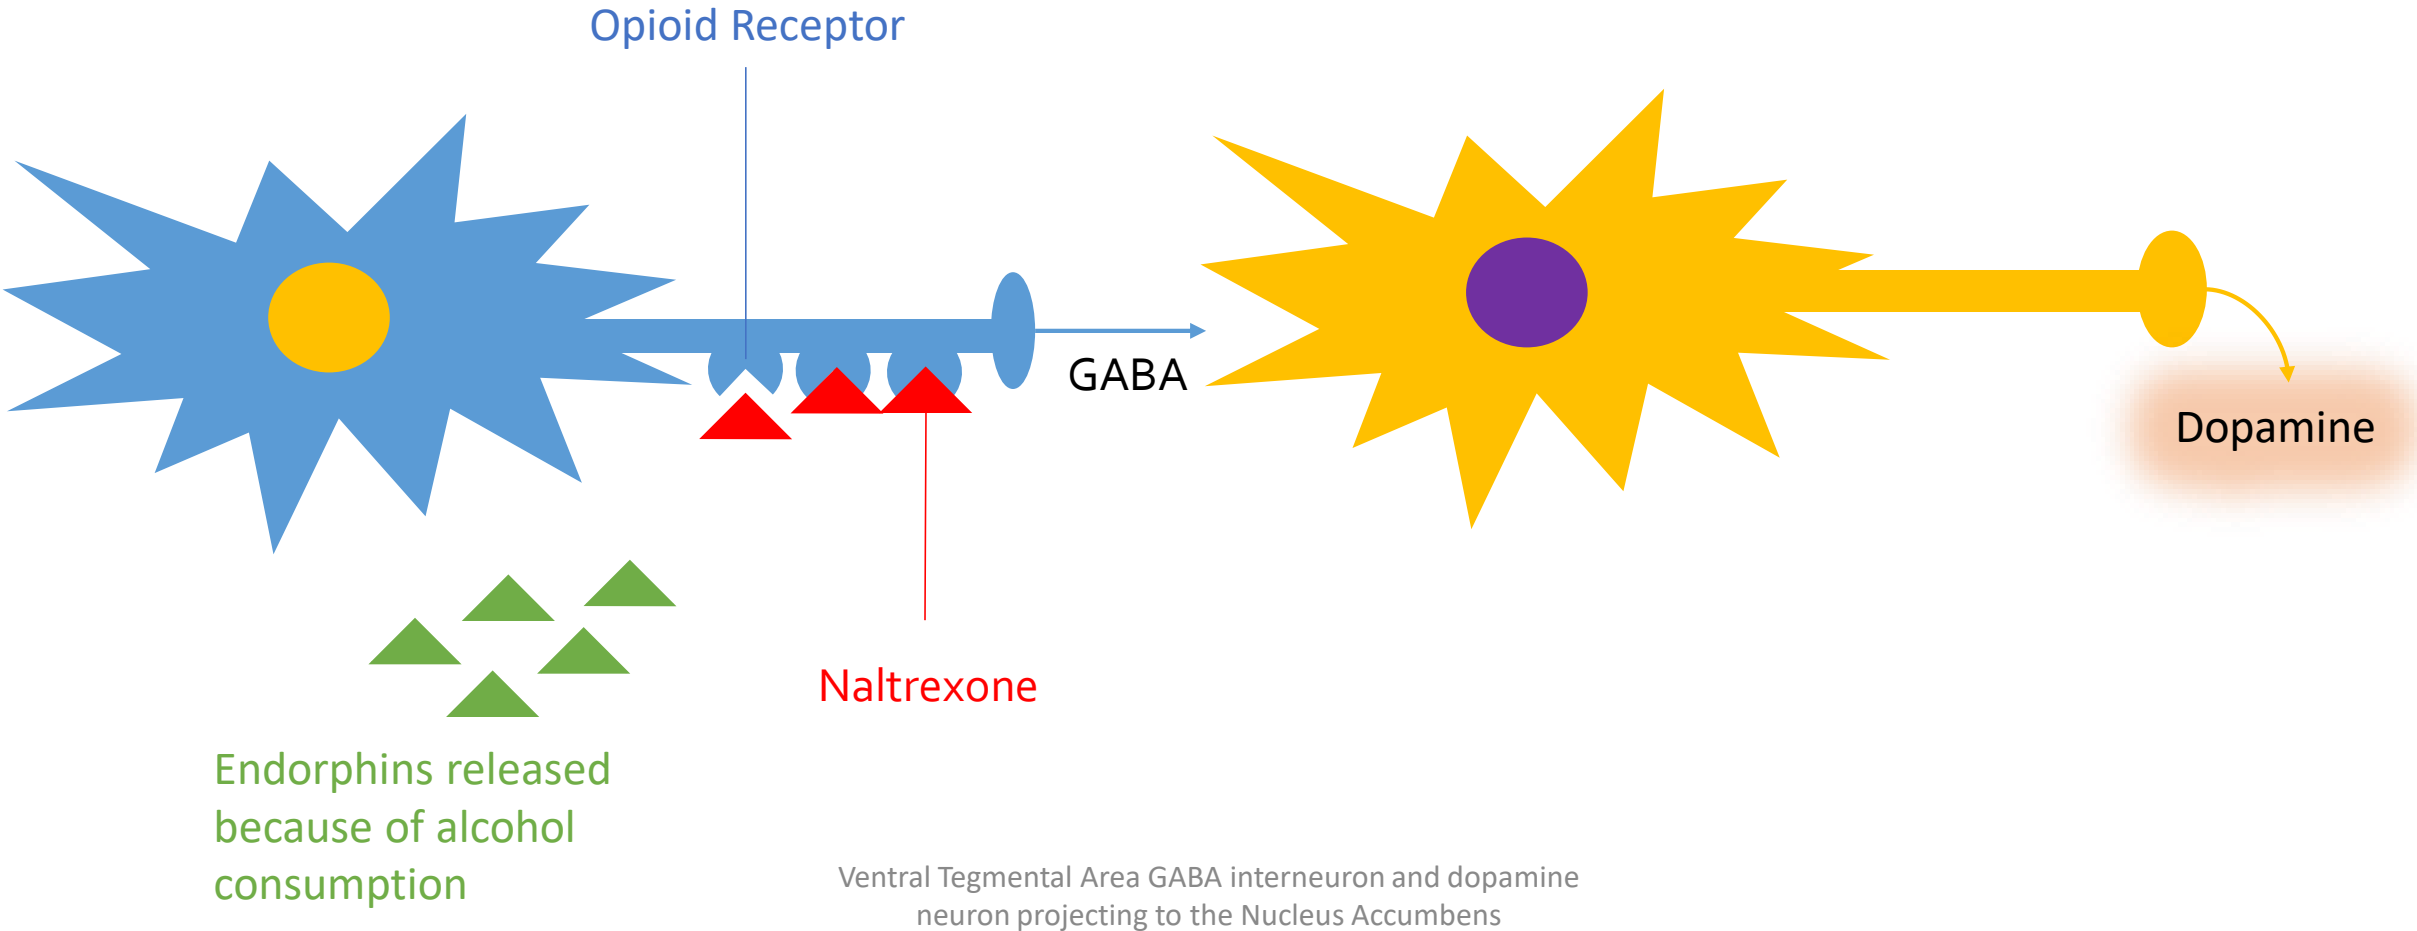 Opioid Receptor
GABA
Dopamine
Naltrexone
Endorphins released
because of alcohol
consumption
Ventral Tegmental Area GABA interneuron and dopamine
neuron projecting to the Nucleus Accumbens